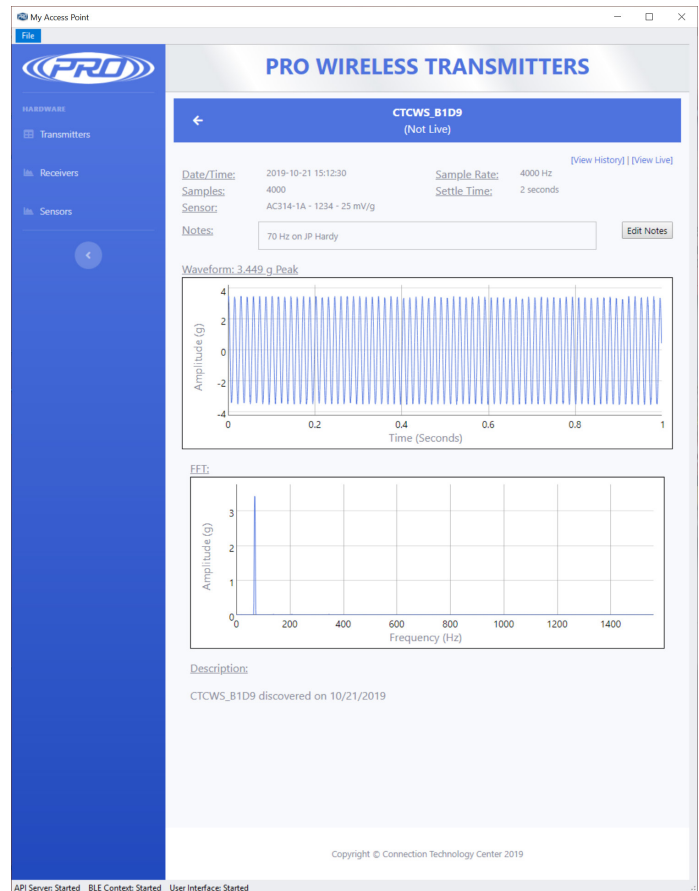 My Access Point
File
((PRO))
PRO WIRELESS TRANSMITTERS
HARDWARE
Transmitters
Receivers
Sensors
CTCWS_B1D9
(Not Live)
[View History] | [View Live]
Date/Time: 2019-10-21 15:12:30 Sample Rate: 4000 Hz
Samples: 4000 Settle Time: 2 seconds
Sensor: AC314-1A - 1234 - 25 mV/g
Notes: 70 Hz on JP Hardy Edit Notes
Waveform: 3.449 g Peak
4
2
0
-2
-4
Amplitude (g)
0 0.2 0.4 0.6 0.8 1
Time (Seconds)
FFT:
3
2
1
0
Amplitude (g)
0 200 400 600 800 1000 1200 1400
Frequency (Hz)
Description:
CTCWS_B1D9 discovered on 10/21/2019
Copyright © Connection Technology Center 2019
API Server: Started BLE Context: Started User Interface: Started